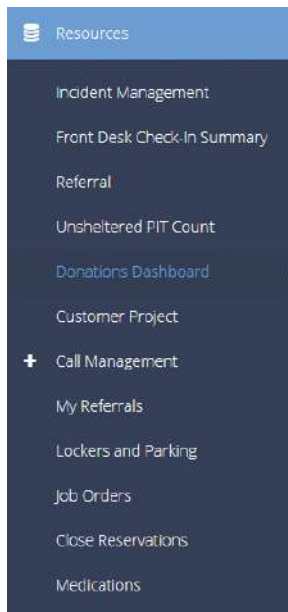 Resources
Incident Management
Front Desk Check-In Summary
Referral
Unsheltered PIT Count
Donations Dashboard
Customer Project
+ Call Management
My Referrals
Lockers and Parking
Job Orders
Close Reservations
Medications